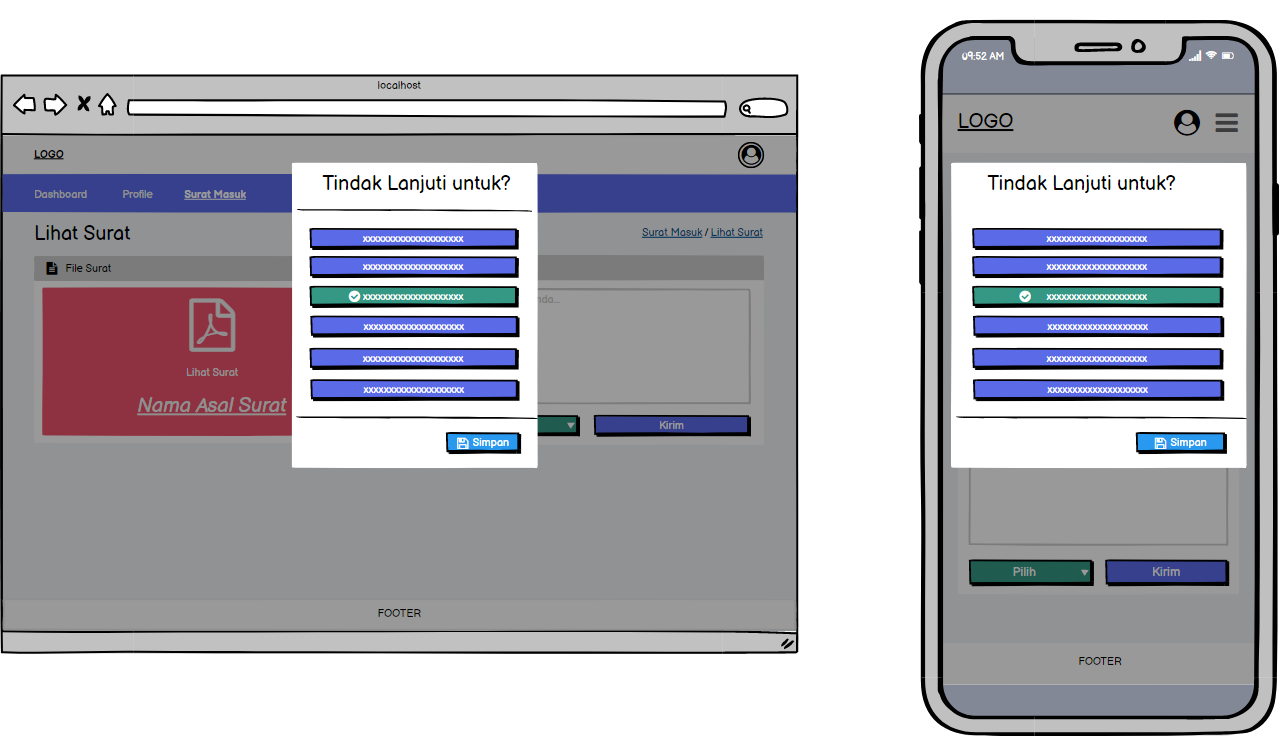 localhost
LOGO
Dashboard Profile Surat Masuk
Lihat Surat
Surat Masuk / Lihat Surat
File Surat
Lihat Surat
Nama Asal Surat
Kirim
FOOTER
Tindak Lanjuti untuk?
xxxxxxxxxxxxxxxxxxxx
xxxxxxxxxxxxxxxxxxxx
xxxxxxxxxxxxxxxxxxxx
xxxxxxxxxxxxxxxxxxxx
xxxxxxxxxxxxxxxxxxxx
xxxxxxxxxxxxxxxxxxxx
Simpan
09:52 AM
LOGO
Tindak Lanjuti untuk?
xxxxxxxxxxxxxxxxxxxx
xxxxxxxxxxxxxxxxxxxx
xxxxxxxxxxxxxxxxxxxx
xxxxxxxxxxxxxxxxxxxx
xxxxxxxxxxxxxxxxxxxx
xxxxxxxxxxxxxxxxxxxx
Simpan
Pilih Kirim
FOOTER